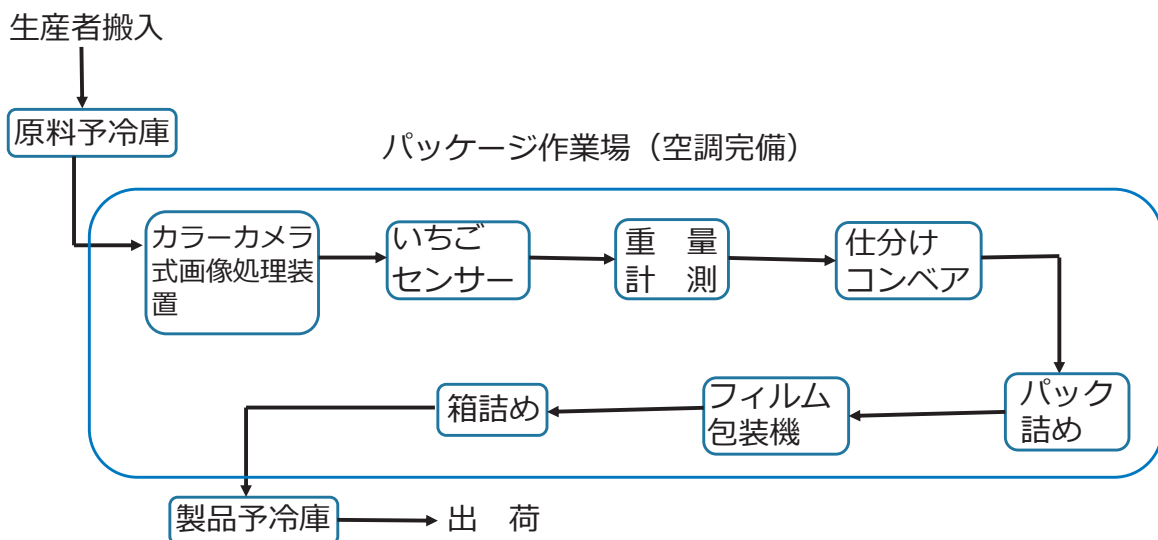 生産者搬入
原料予冷庫
パッケージ作業場（空調完備）
カラーカメラ
式画像処理装
置
いちご
センサー
重　量
計　測
仕分け
コンベア
パック
詰め
フィルム
包装機
箱詰め
製品予冷庫
出　荷